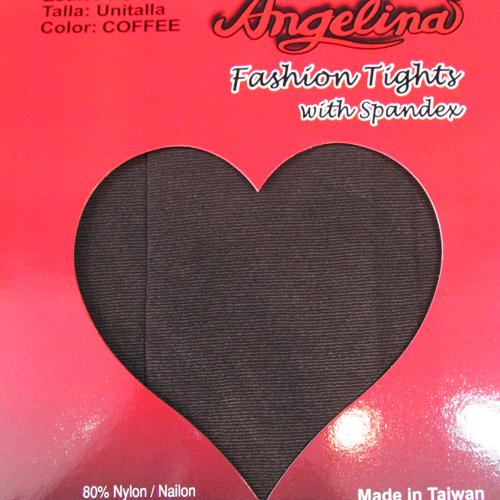 Talla: Unitalla
Color: COFFEE
Angelina
Fashion Tights
with Spandex
80% Nylon / Nailon
Made in Taiwan